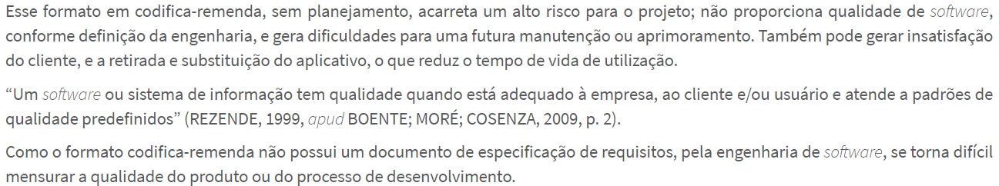 Esse formato em codifica-remenda, sem planejamento, acarreta um alto risco para o projeto; não proporciona qualidade de software,
conforme definição da engenharia, e gera dificuldades para uma futura manutenção ou aprimoramento. Também pode gerar insatisfação
do cliente, e a retirada e substituição do aplicativo, o que reduz o tempo de vida de utilização.
“Um software ou sistema de informação tem qualidade quando está adequado à empresa, ao cliente e/ou usuário e atende a padrões de
qualidade predefinidos” (REZENDE, 1999, apud BOENTE; MORÉ; COSENZA, 2009, p. 2).
Como o formato codifica-remenda não possui um documento de especificação de requisitos, pela engenharia de software, se torna difícil
mensurar a qualidade do produto ou do processo de desenvolvimento.